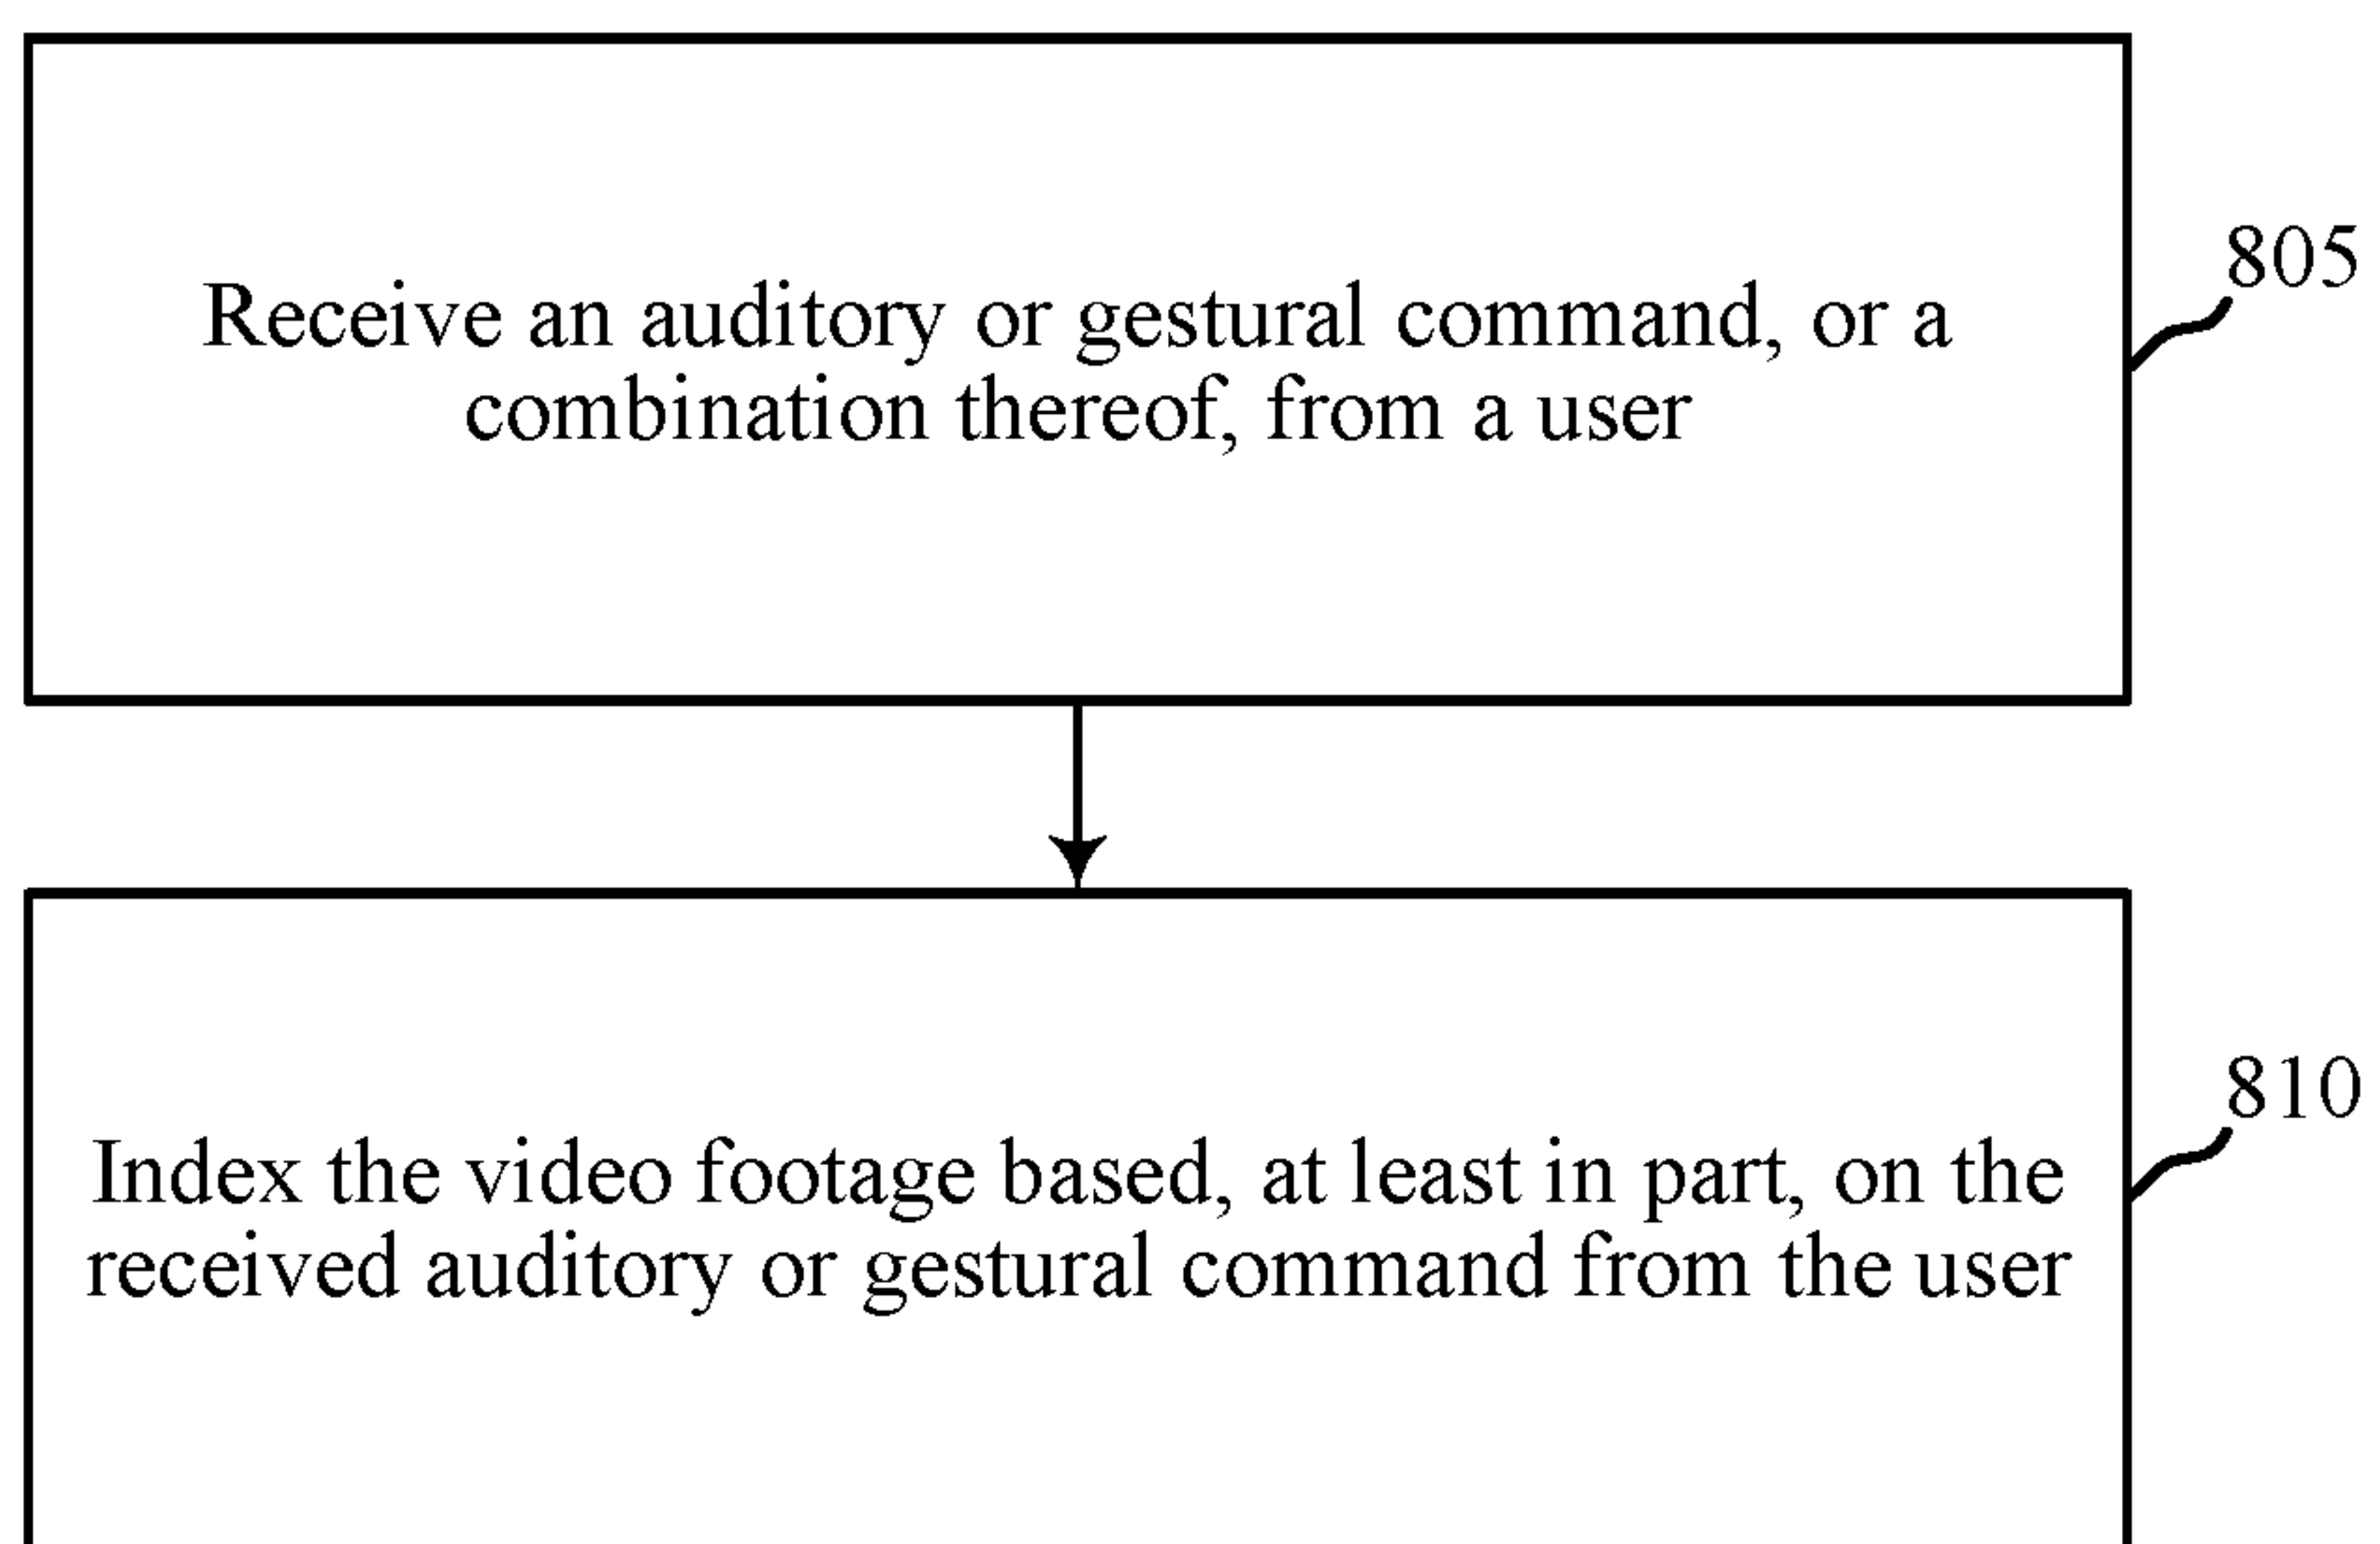 805
Receive an auditory or gestural command, or a
combination thereof, from a user
810
Index the video footage based, at least in part, on the
received auditory or gestural command from the user